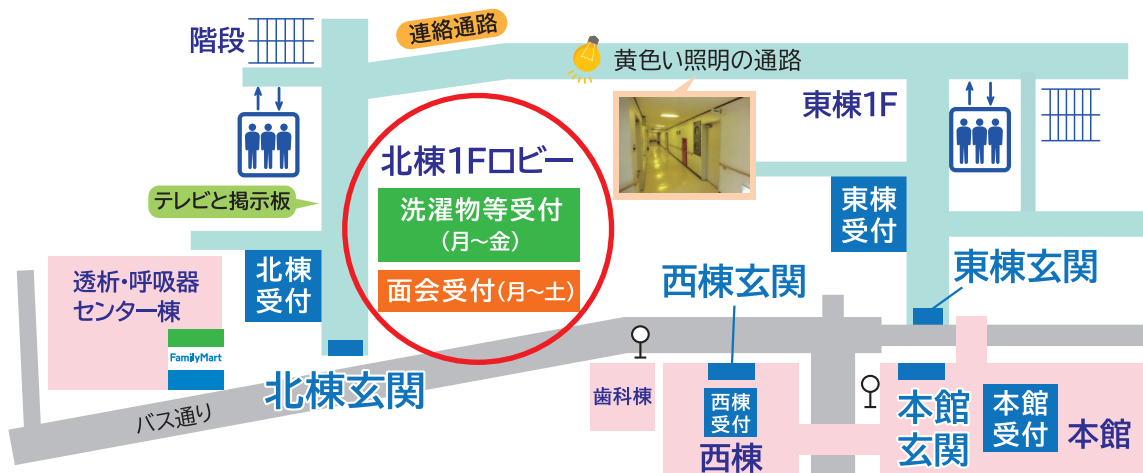 階段
連絡通路
黄色い照明の通路
東棟1F
北棟1Fロビー
洗濯物等受付
(月〜金)
面会受付(月〜土)
テレビと掲示板
北棟
受付
東棟
受付
透析・呼吸器
センター棟
FamilyMart
西棟玄関
東棟玄関
北棟玄関
バス通り
歯科棟
西棟
受付
西棟
本館
玄関
本館
受付
本館